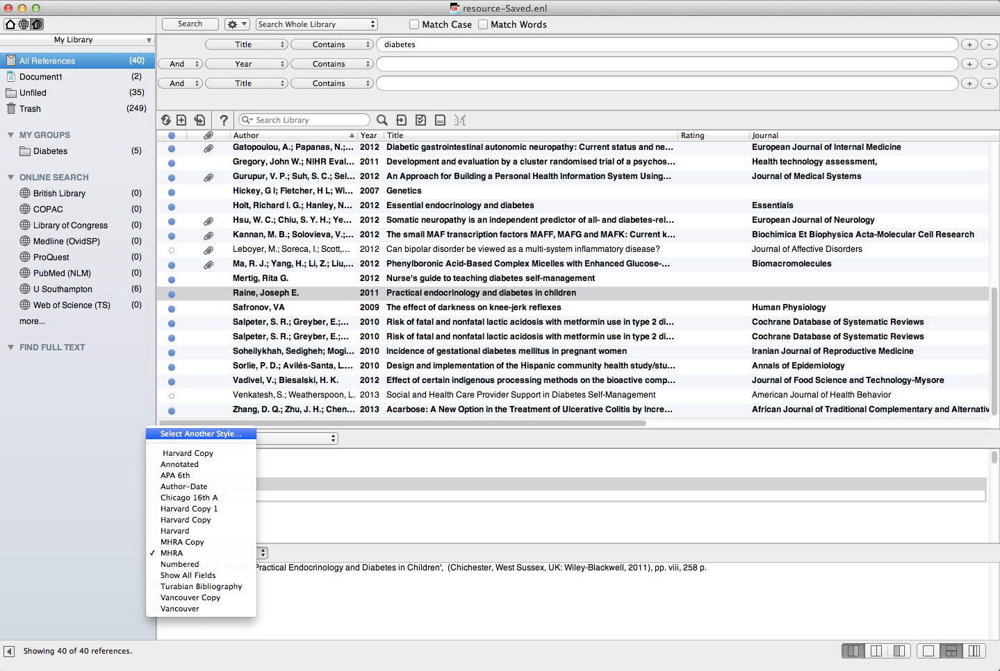 resource-Saved.enl
Search
Search Whole Library
Match Case
Match Words
My Library
Title Contains diabetes + -
And Year Contains + -
And Title Contains + -
All References (40)
Document1 (2)
Unfiled (35)
Trash (249)
MY GROUPS
Diabetes (5)
ONLINE SEARCH
British Library (0)
COPAC (0)
Library of Congress (0)
Medline (OvidSP) (0)
ProQuest (0)
PubMed (NLM) (0)
U Southampton (6)
Web of Science (TS) (0)
more...
FIND FULL TEXT
? Search Library
Author Year Title Rating Journal
Gatopoulou, A.; Papanas, N.;... 2012 Diabetic gastrointestinal autonomic neuropathy: Current status and ne... European Journal of Internal Medicine
Gregory, John W.; NIHR Eval... 2011 Development and evaluation by a cluster randomised trial of a psychos... Health technology assessment,
Gurupur, V. P.; Suh, S. C.; Sel... 2012 An Approach for Building a Personal Health Information System Using... Journal of Medical Systems
Hickey, G I; Fletcher, H L; Wi... 2007 Genetics
Holt, Richard I. G.; Hanley, N... 2012 Essential endocrinology and diabetes Essentials
Hsu, W. C.; Chiu, S. Y. H.; Ye... 2012 Somatic neuropathy is an independent predictor of all- and diabetes-rel... European Journal of Neurology
Kannan, M. B.; Solovieva, V.;... 2012 The small MAF transcription factors MAFF, MAFG and MAFK: Current k... Biochimica Et Biophysica Acta-Molecular Cell Research
Leboyer, M.; Soreca, I.; Scott,... 2012 Can bipolar disorder be viewed as a multi-system inflammatory disease? Journal of Affective Disorders
Ma, R. J.; Yang, H.; Li, Z.; Liu,... 2012 Phenylboronic Acid-Based Complex Micelles with Enhanced Glucose-... Biomacromolecules
Mertig, Rita G. 2012 Nurse's guide to teaching diabetes self-management
Raine, Joseph E. 2011 Practical endocrinology and diabetes in children
Safronov, VA 2009 The effect of darkness on knee-jerk reflexes Human Physiology
Salpeter, S. R.; Greyber, E.;... 2010 Risk of fatal and nonfatal lactic acidosis with metformin use in type 2 di... Cochrane Database of Systematic Reviews
Salpeter, S. R.; Greyber, E.;... 2010 Risk of fatal and nonfatal lactic acidosis with metformin use in type 2 di... Cochrane Database of Systematic Reviews
Soheilykhah, Sedigheh; Mogi... 2010 Incidence of gestational diabetes mellitus in pregnant women Iranian Journal of Reproductive Medicine
Sorlie, P. D.; Avilés-Santa, L.... 2010 Design and implementation of the Hispanic community health study/stu... Annals of Epidemiology
Vadivel, V.; Biesalski, H. K. 2012 Effect of certain indigenous processing methods on the bioactive comp... Journal of Food Science and Technology-Mysore
Venkatesh, S.; Weatherspoon, L. 2013 Social and Health Care Provider Support in Diabetes Self-Management American Journal of Health Behavior
Zhang, D. Q.; Zhu, J. H.; Chen... 2013 Acarbose: A New Option in the Treatment of Ulcerative Colitis by Incre... African Journal of Traditional Complementary and Alternativ
Select Another Style...
Harvard Copy
Annotated
APA 6th
Author-Date
Chicago 16th A
Harvard Copy 1
Harvard Copy
Harvard
MHRA Copy
✓ MHRA
Numbered
Show All Fields
Turabian Bibliography
Vancouver Copy
Vancouver
Practical Endocrinology and Diabetes in Children', (Chichester, West Sussex, UK: Wiley-Blackwell, 2011), pp. viii, 258 p.
Showing 40 of 40 references.